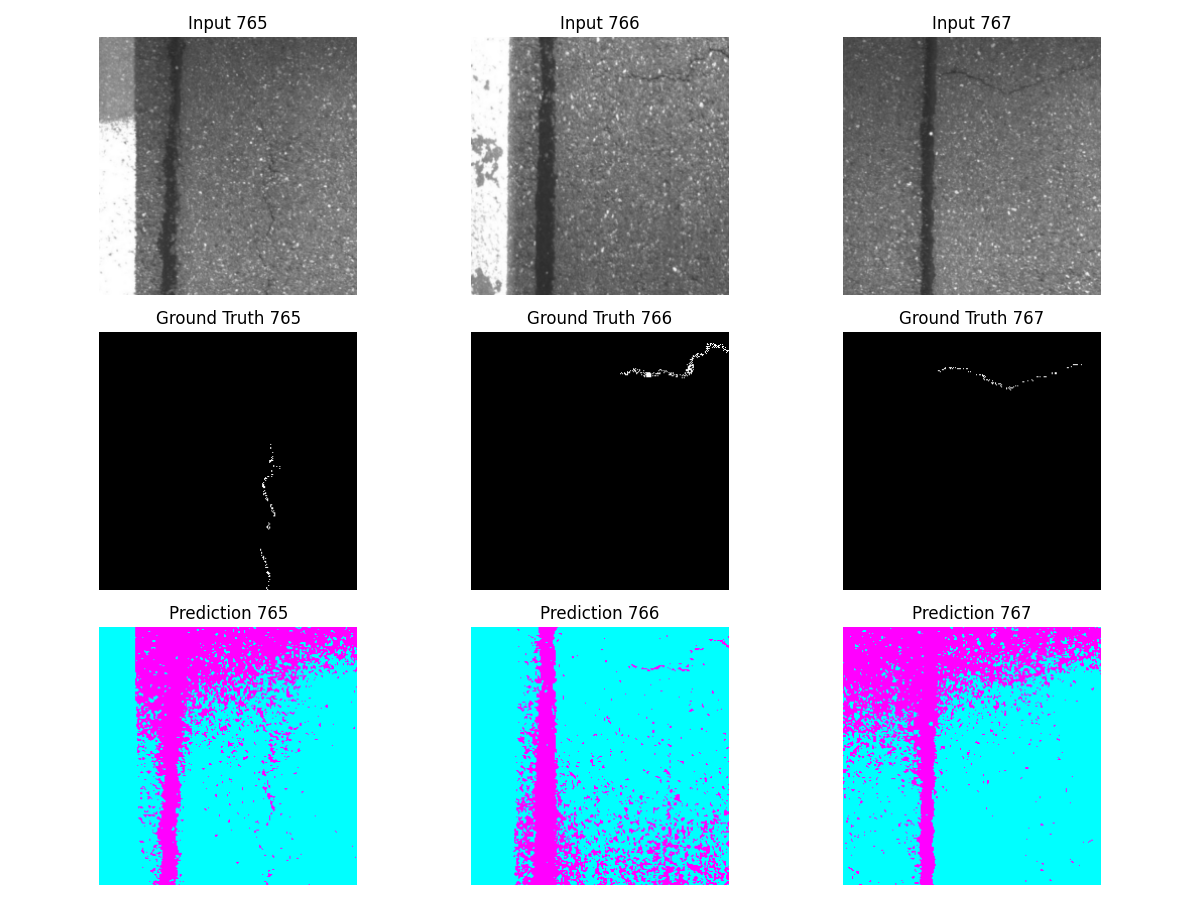 Input 765
Input 766
Input 767
Ground Truth 765
Ground Truth 766
Ground Truth 767
Prediction 765
Prediction 766
Prediction 767